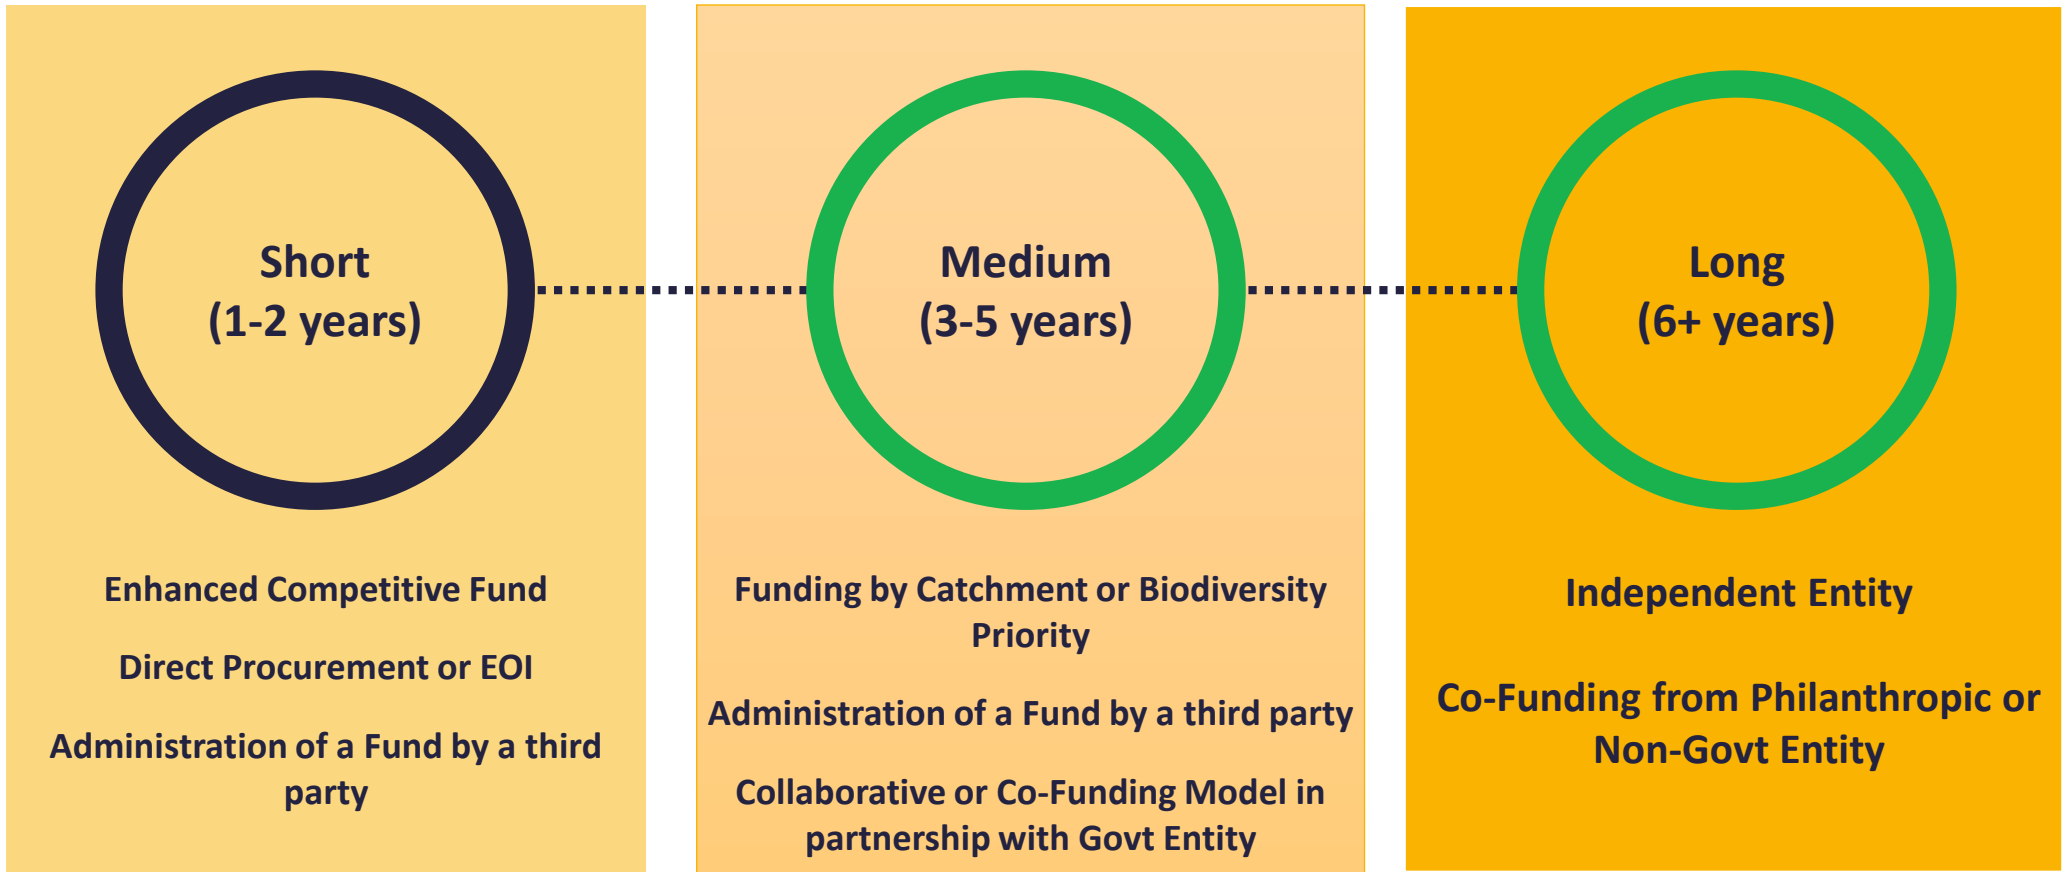 Short
(1-2 years)
Enhanced Competitive Fund
Direct Procurement or EOI
Administration of a Fund by a third
party
Medium
(3-5 years)
Funding by Catchment or Biodiversity
Priority
Administration of a Fund by a third party
Collaborative or Co-Funding Model in
partnership with Govt Entity
Long
(6+ years)
Independent Entity
Co-Funding from Philanthropic or
Non-Govt Entity